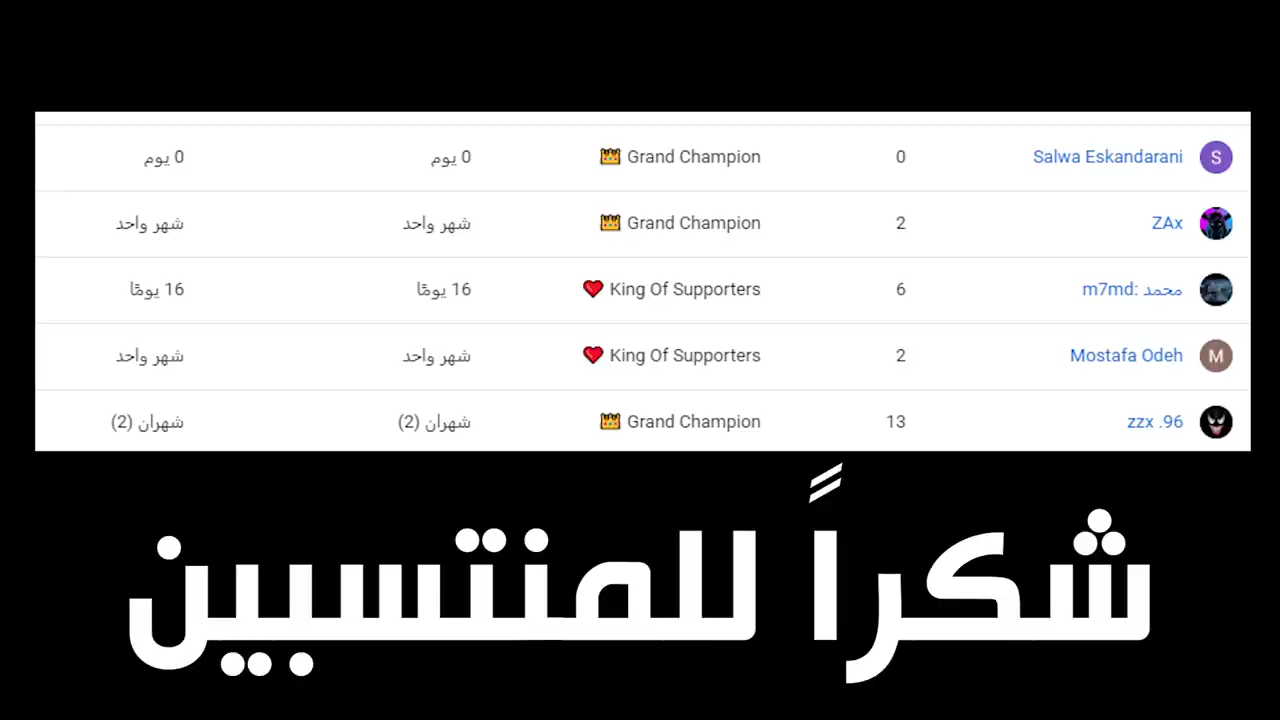 Salwa Eskandarani 0 Grand Champion 0 يوم 0 يوم
ZAx 2 Grand Champion شهر واحد شهر واحد
محمد :m7md 6 King Of Supporters 16 يومًا 16 يومًا
Mostafa Odeh 2 King Of Supporters شهر واحد شهر واحد
zzx .96 13 Grand Champion شهران (2) شهران (2)
شكراً للمنتسبين